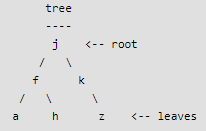 tree
----
j    <-- root
/   \
f      k
/   \      \
a     h      z    <-- leaves